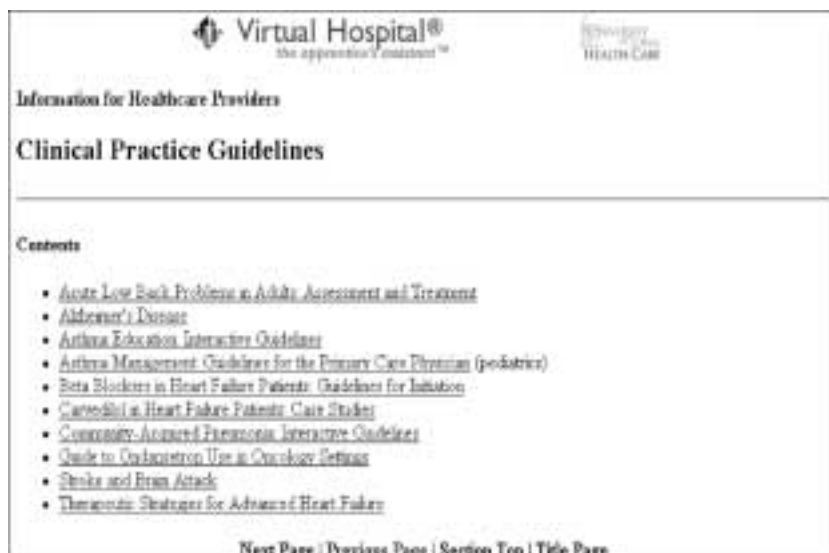 Virtual Hospital®
the apprentice's assistant™
HEALTH CARE
Information for Healthcare Providers
Clinical Practice Guidelines
Contents
Acute Low Back Problems in Adults: Assessment and Treatment
Alzheimer's Disease
Asthma Education: Interactive Guidelines
Asthma Management: Guidelines for the Primary Care Physician (pediatrics)
Beta Blockers in Heart Failure Patients: Guidelines for Initiation
Carvedilol in Heart Failure Patients: Case Studies
Community-Acquired Pneumonia: Interactive Guidelines
Guide to Ondansetron Use in Oncology Settings
Stroke and Brain Attack
Therapeutic Strategies for Advanced Heart Failure
Next Page | Previous Page | Section Top | Title Page